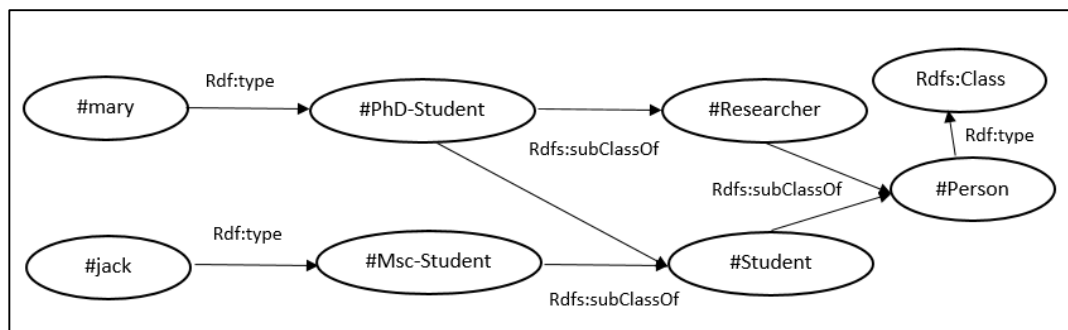 Rdf:type
#mary
#PhD-Student
#Researcher
Rdfs:Class
Rdf:type
Rdfs:subClassOf
Rdfs:subClassOf
#Person
Rdf:type
#jack
#Msc-Student
#Student
Rdfs:subClassOf